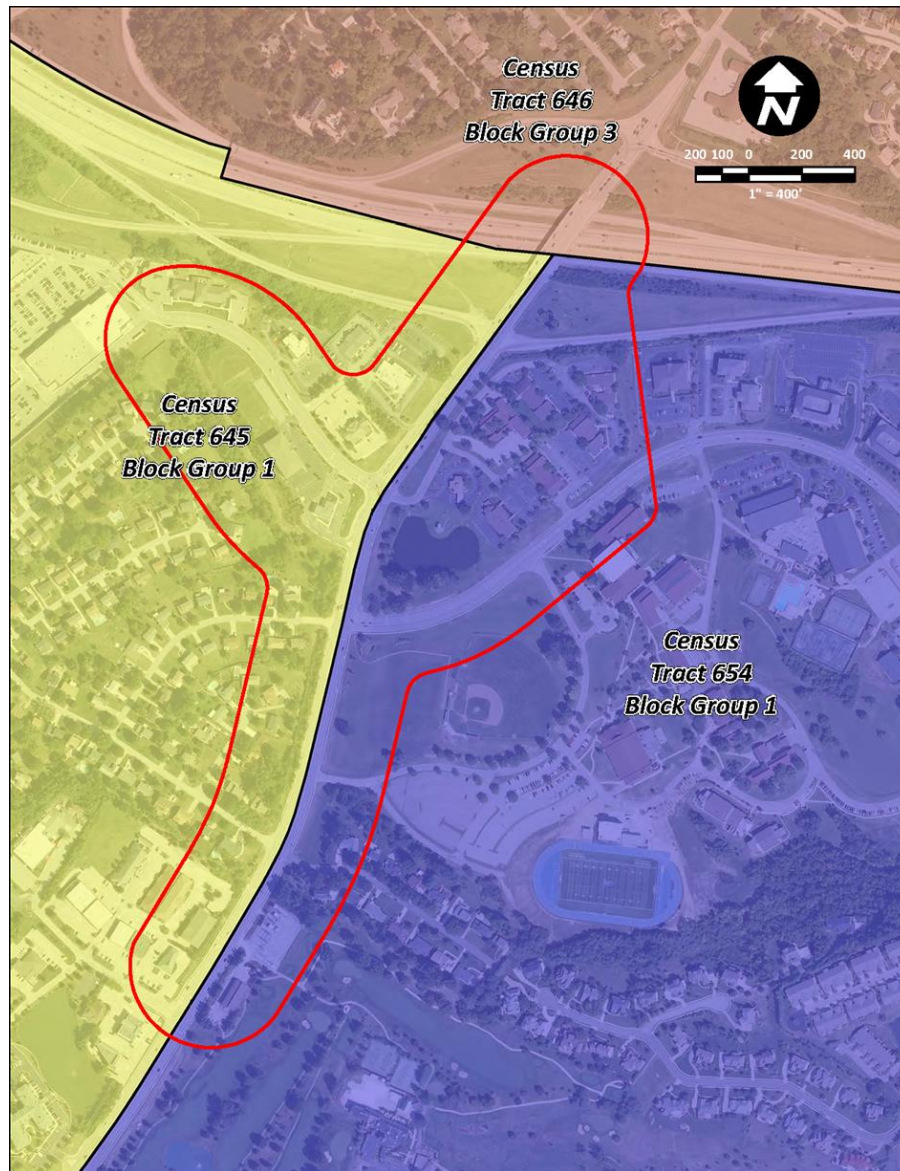 Census
Tract 646
Block Group 3
N
200 100 0 200 400
1" = 400'
Census
Tract 645
Block Group 1
Census
Tract 654
Block Group 1